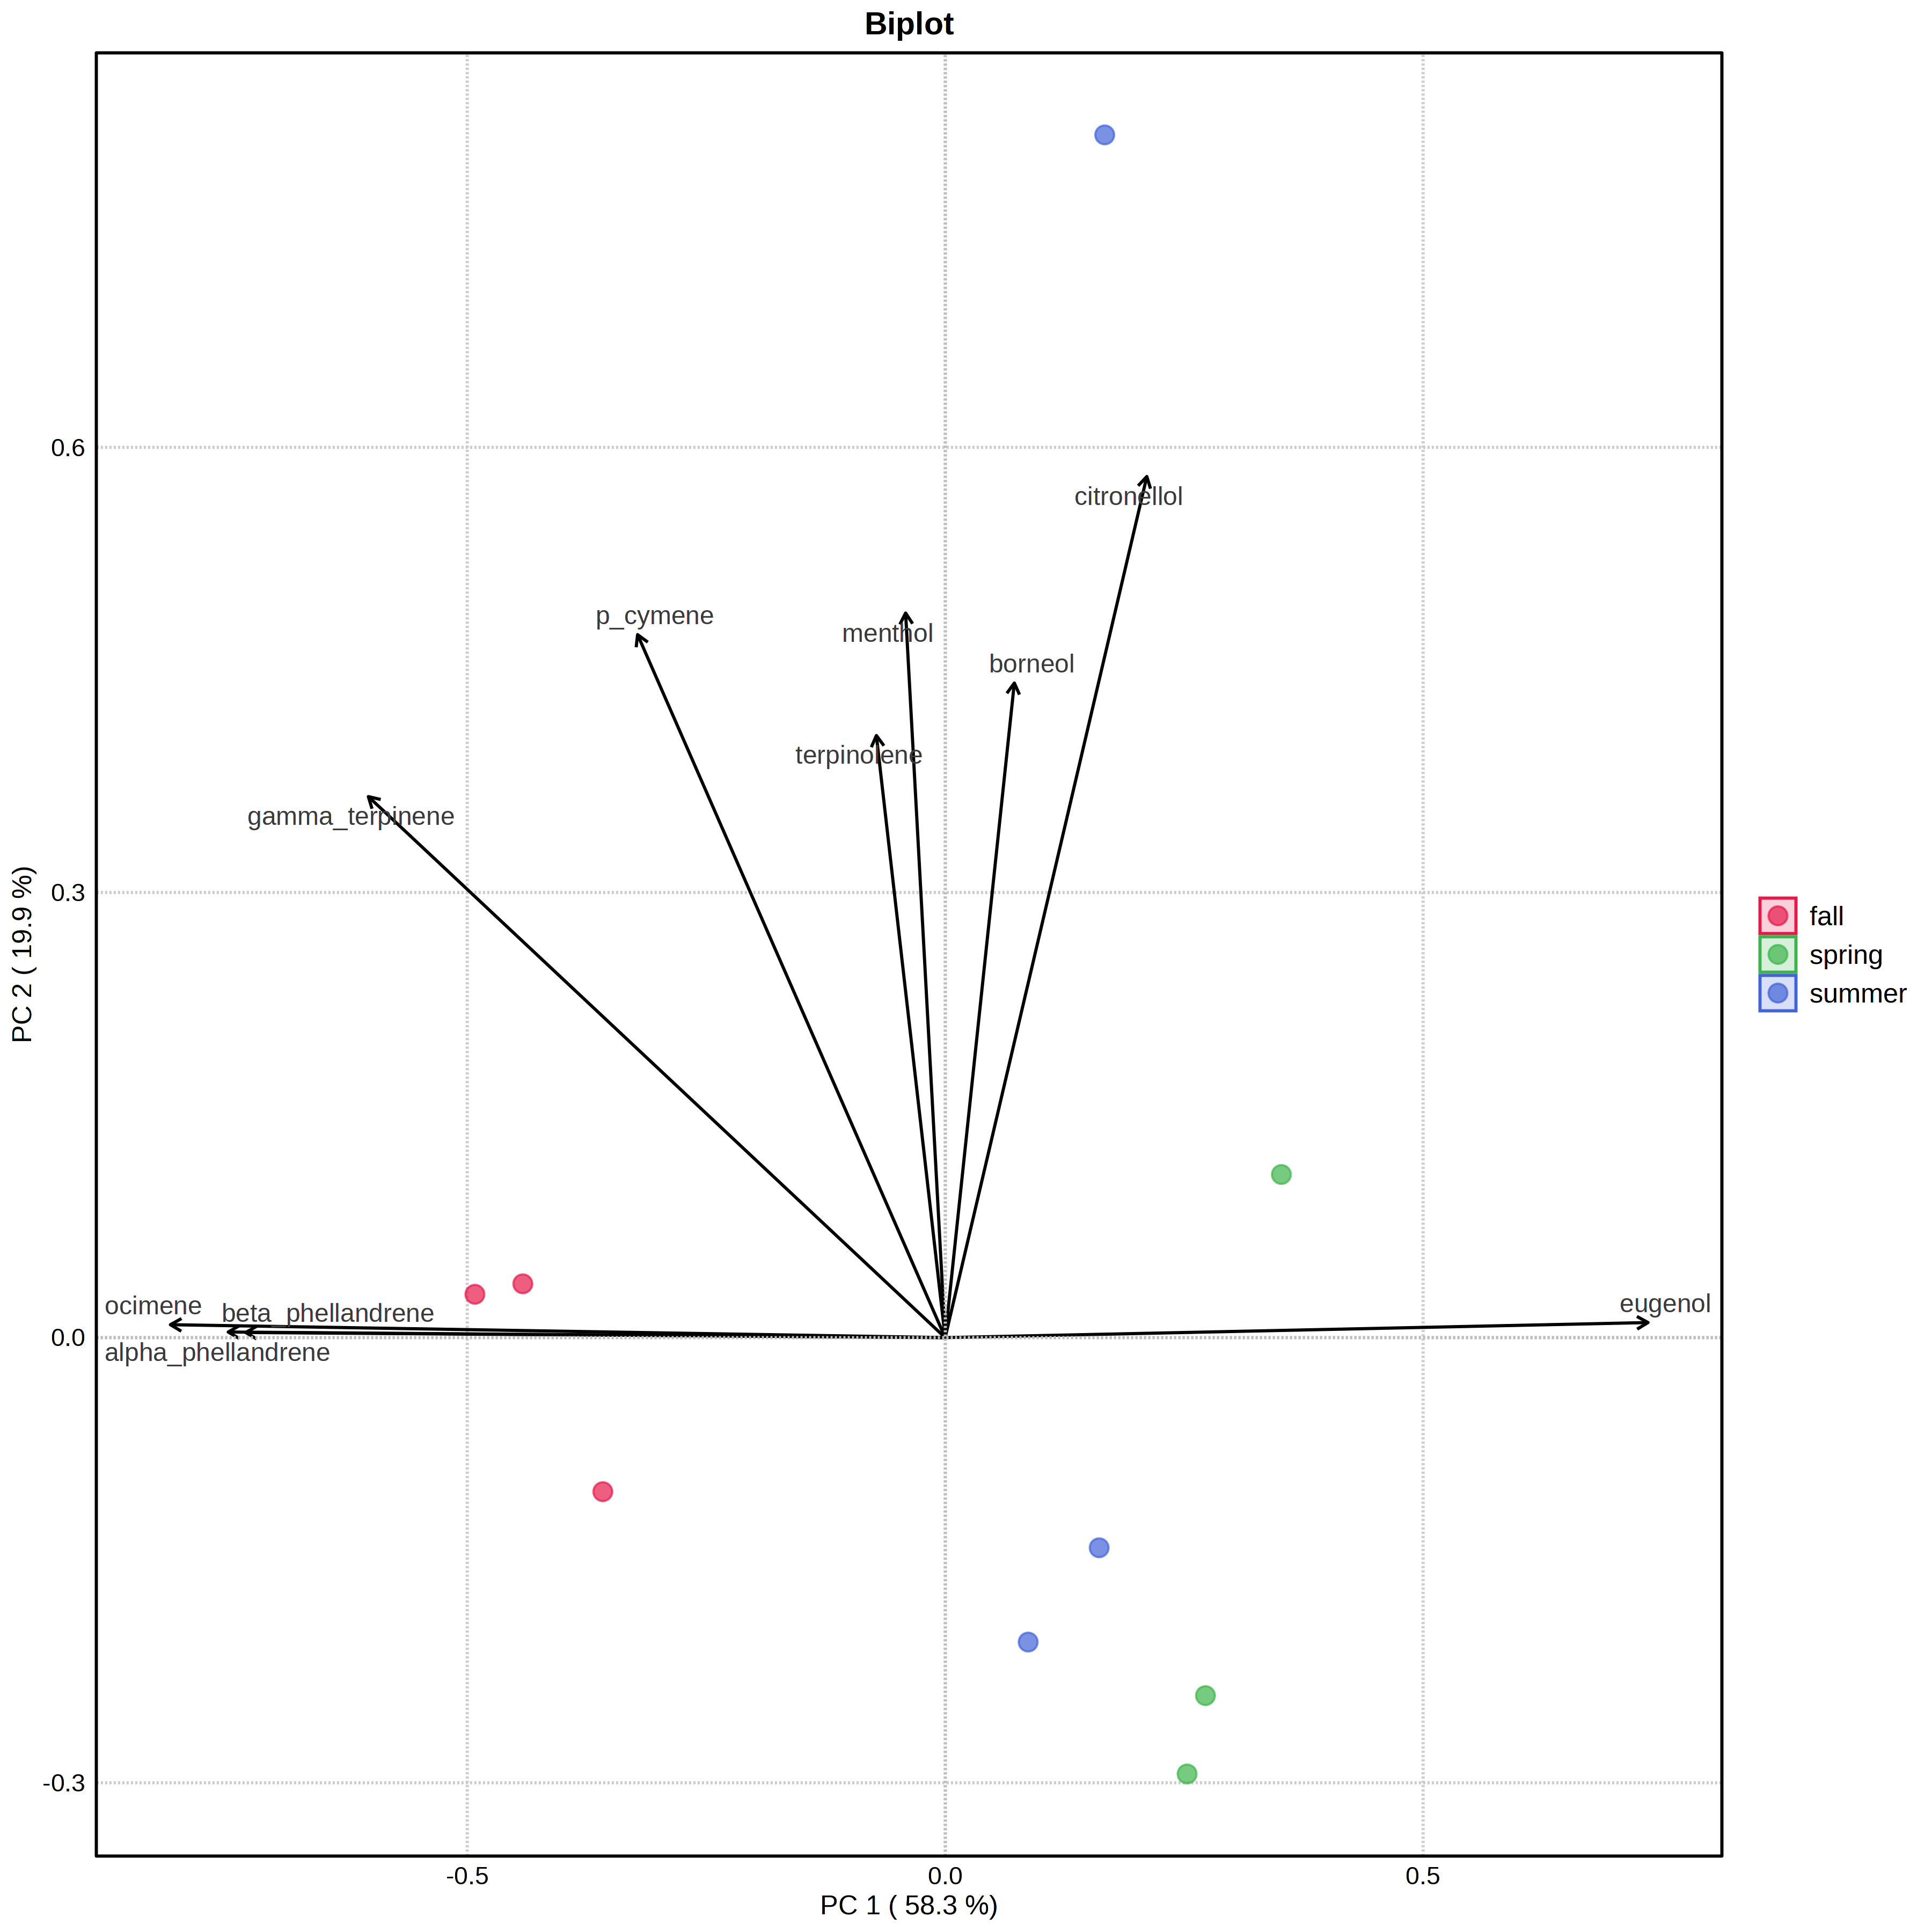 Biplot
0.6
citronellol
p_cymene
menthol
borneol
terpinolene
gamma_terpinene
PC 2 ( 19.9 %)
0.3
fall
spring
summer
ocimene
beta_phellandrene
eugenol
0.0
alpha_phellandrene
-0.3
-0.5
0.0
0.5
PC 1 ( 58.3 %)